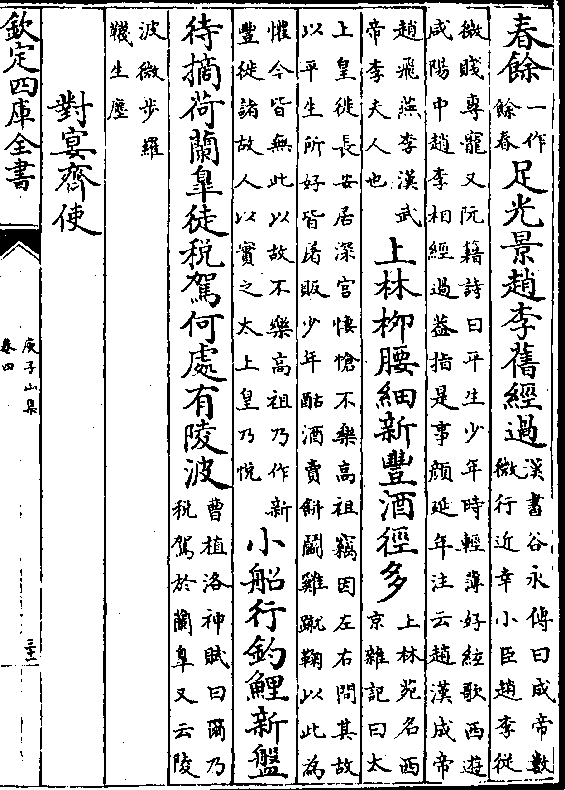 春餘一作餘春足光景趙李舊經過漢書谷永傳曰成帝數微行近幸小臣趙李從
微賤專寵又阮籍詩曰平生少年時輕薄好絃歌西遊咸陽中趙李相經過葢指是事顔延年注云趙漢成帝
趙飛燕李漢武帝李夫人也上林柳腰細新豐酒徑多上林苑名西京雜記曰太
上皇徙長安居深宫悽愴不樂高祖竊因左右問其故以平生所好皆屠販少年酤酒賣餅鬬雞蹴鞠以此為
懽今皆無此以故不樂高祖乃作新豐徙諸故人以實之太上皇乃悦小船行釣鯉新盤
待摘荷蘭臯徒税駕何處有陵波曹植洛神賦曰爾乃税駕於蘭臯又云陵
波微步羅襪生塵
對宴齊使
欽定四庫全書
庾子山集
卷四